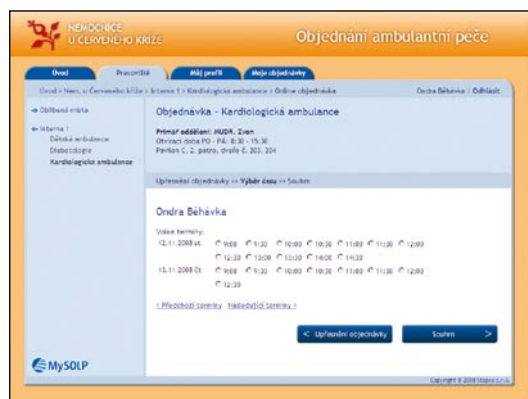 NEMOCNICE
U ČERVENÉHO KŘÍŽE
Objednání ambulantní péče
Úvod
Pracoviště
Můj profil
Moje objednávky
Úvod > Nem. u Červeného kříže > Interna 1 > Kardiologická ambulance > Online objednávka
Ondra Běhávka | Odhlásit
Oblíbená místa
Interna 1
Dětská ambulance
Diabetologie
Kardiologická ambulance
Objednávka - Kardiologická ambulance
Primář oddělení: MUDR. Zvon
Otvírací doba PO - PÁ: 8:30 - 15:30
Pavilon C, 2. patro, dveře č. 203, 204
Upřesnění objednávky >> Výběr času >> Souhrn
Ondra Běhávka
Volné termíny:
12.11.2008 st 9:00 9:30 10:00 10:30 11:00 11:30 12:00
12:30 13:00 13:30 14:00 14:30
13.11.2008 čt 9:00 9:30 10:00 10:30 11:00 11:30 12:00
12:30
< Předchozí termíny Následující termíny >
< Upřesnění objednávky
Souhrn >
MySOLP
Copyright © 2008 Stapro s.r.o.